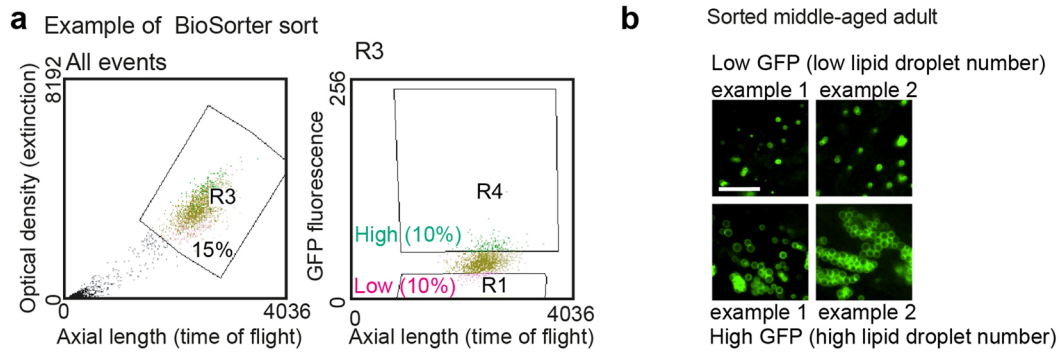 a
Example of BioSorter sort
All events
8192
Optical density (extinction)
R3
15%
0
0
4036
Axial length (time of flight)
R3
256
GFP fluorescence
R4
High (10%)
Low (10%)
R1
0
0
4036
Axial length (time of flight)
b
Sorted middle-aged adult
Low GFP (low lipid droplet number)
example 1
example 2
example 1
example 2
High GFP (high lipid droplet number)